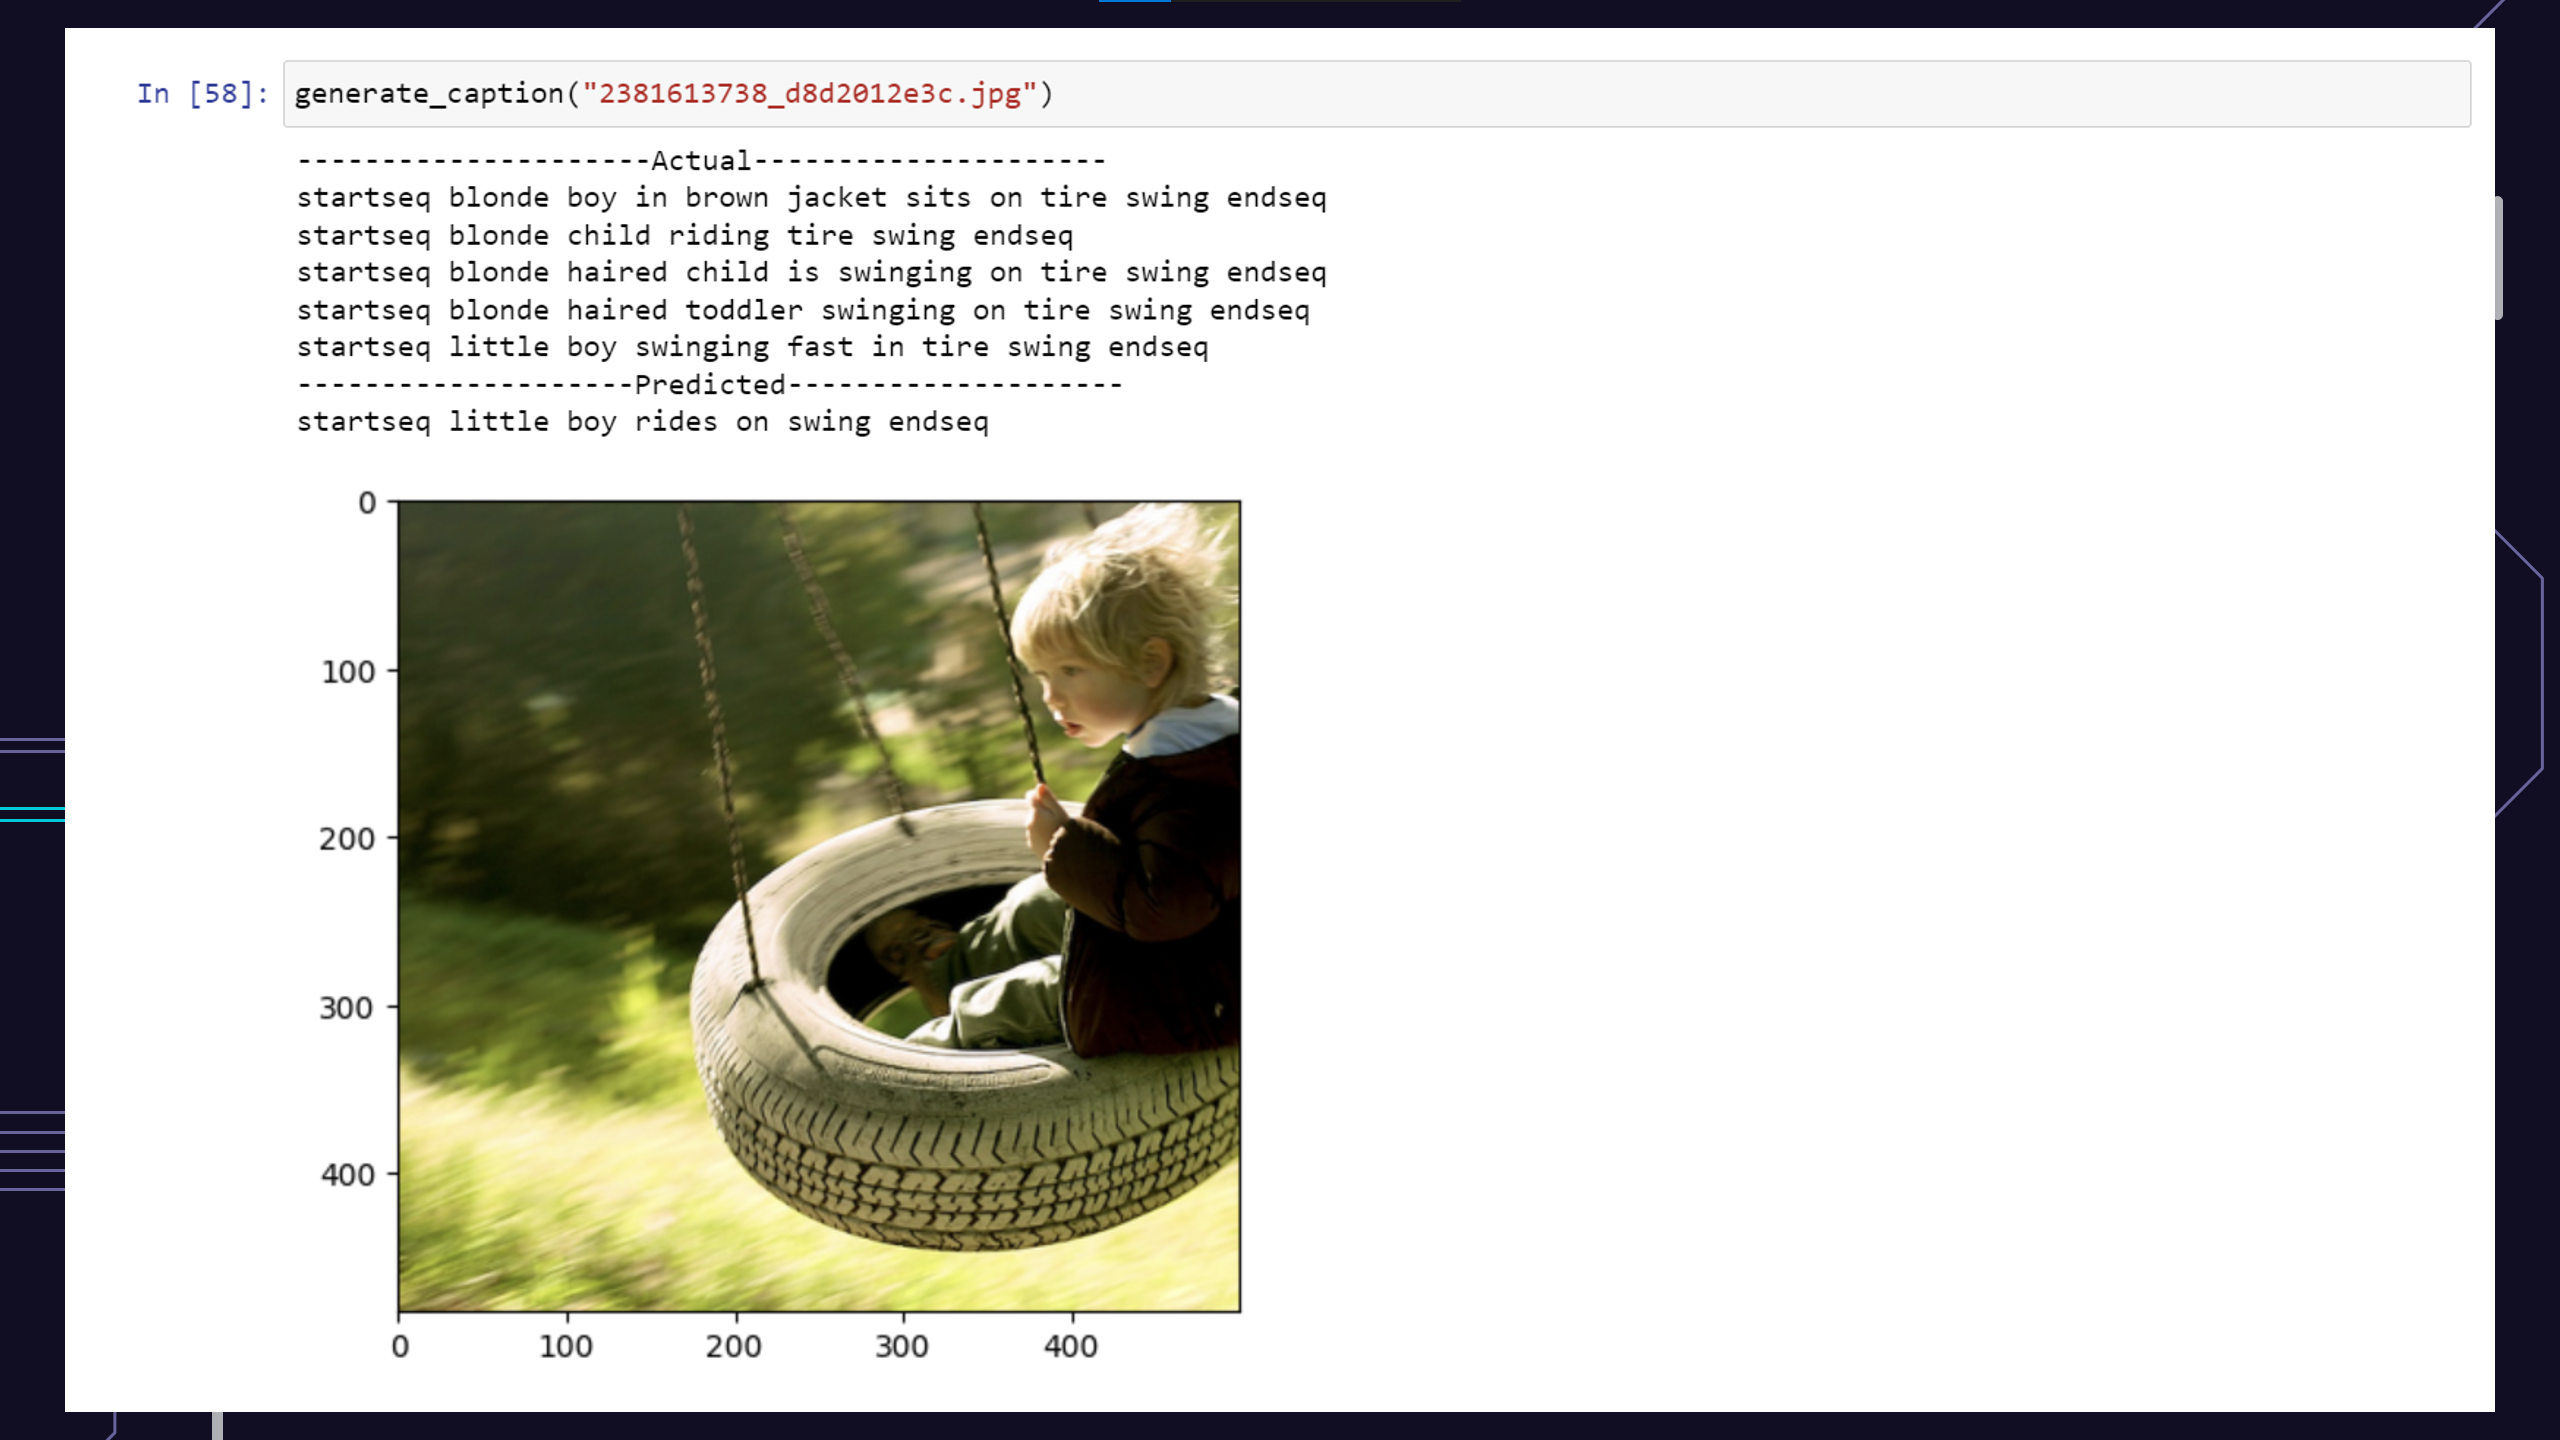 In [58]: generate_caption("2381613738_d8d2012e3c.jpg")
---------------------Actual---------------------
startseq blonde boy in brown jacket sits on tire swing endseq
startseq blonde child riding tire swing endseq
startseq blonde haired child is swinging on tire swing endseq
startseq blonde haired toddler swinging on tire swing endseq
startseq little boy swinging fast in tire swing endseq
--------------------Predicted--------------------
startseq little boy rides on swing endseq
0
100
200
300
400
0 100 200 300 400